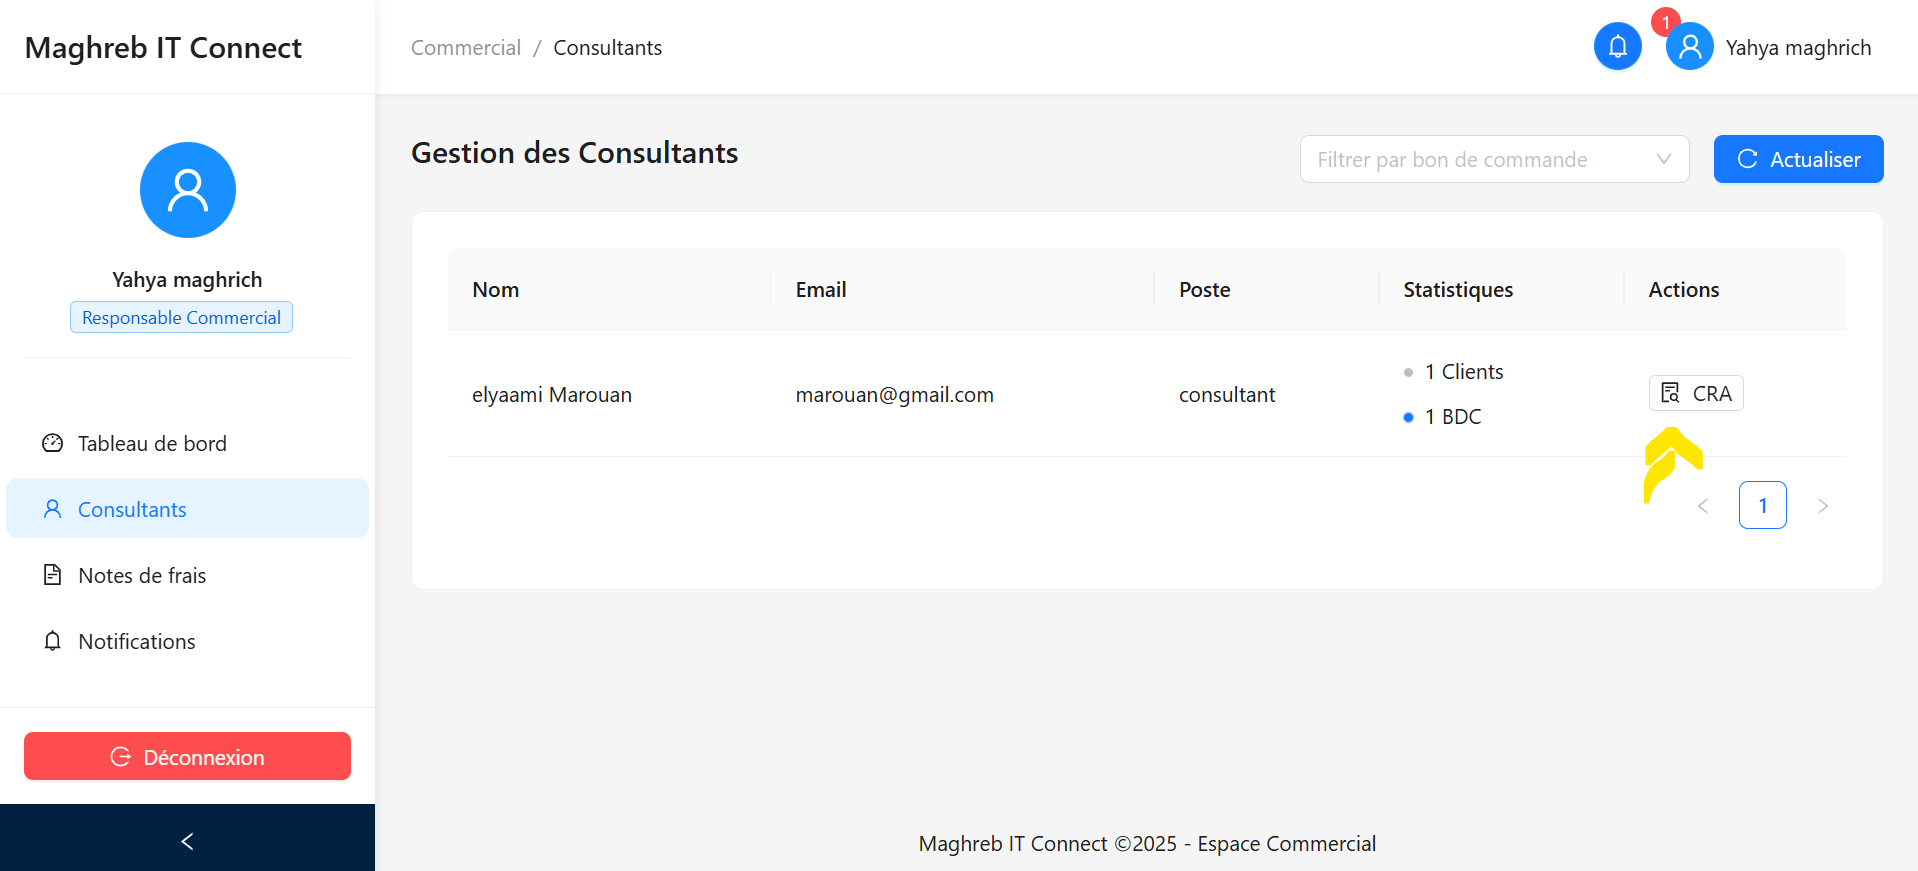 Maghreb IT Connect
Commercial / Consultants
1
Yahya maghrich
Yahya maghrich
Responsable Commercial
Tableau de bord
Consultants
Notes de frais
Notifications
Déconnexion
Gestion des Consultants
Filtrer par bon de commande
Actualiser
Nom Email Poste Statistiques Actions
elyaami Marouan marouan@gmail.com consultant 1 Clients CRA
1 BDC
1
Maghreb IT Connect ©2025 - Espace Commercial